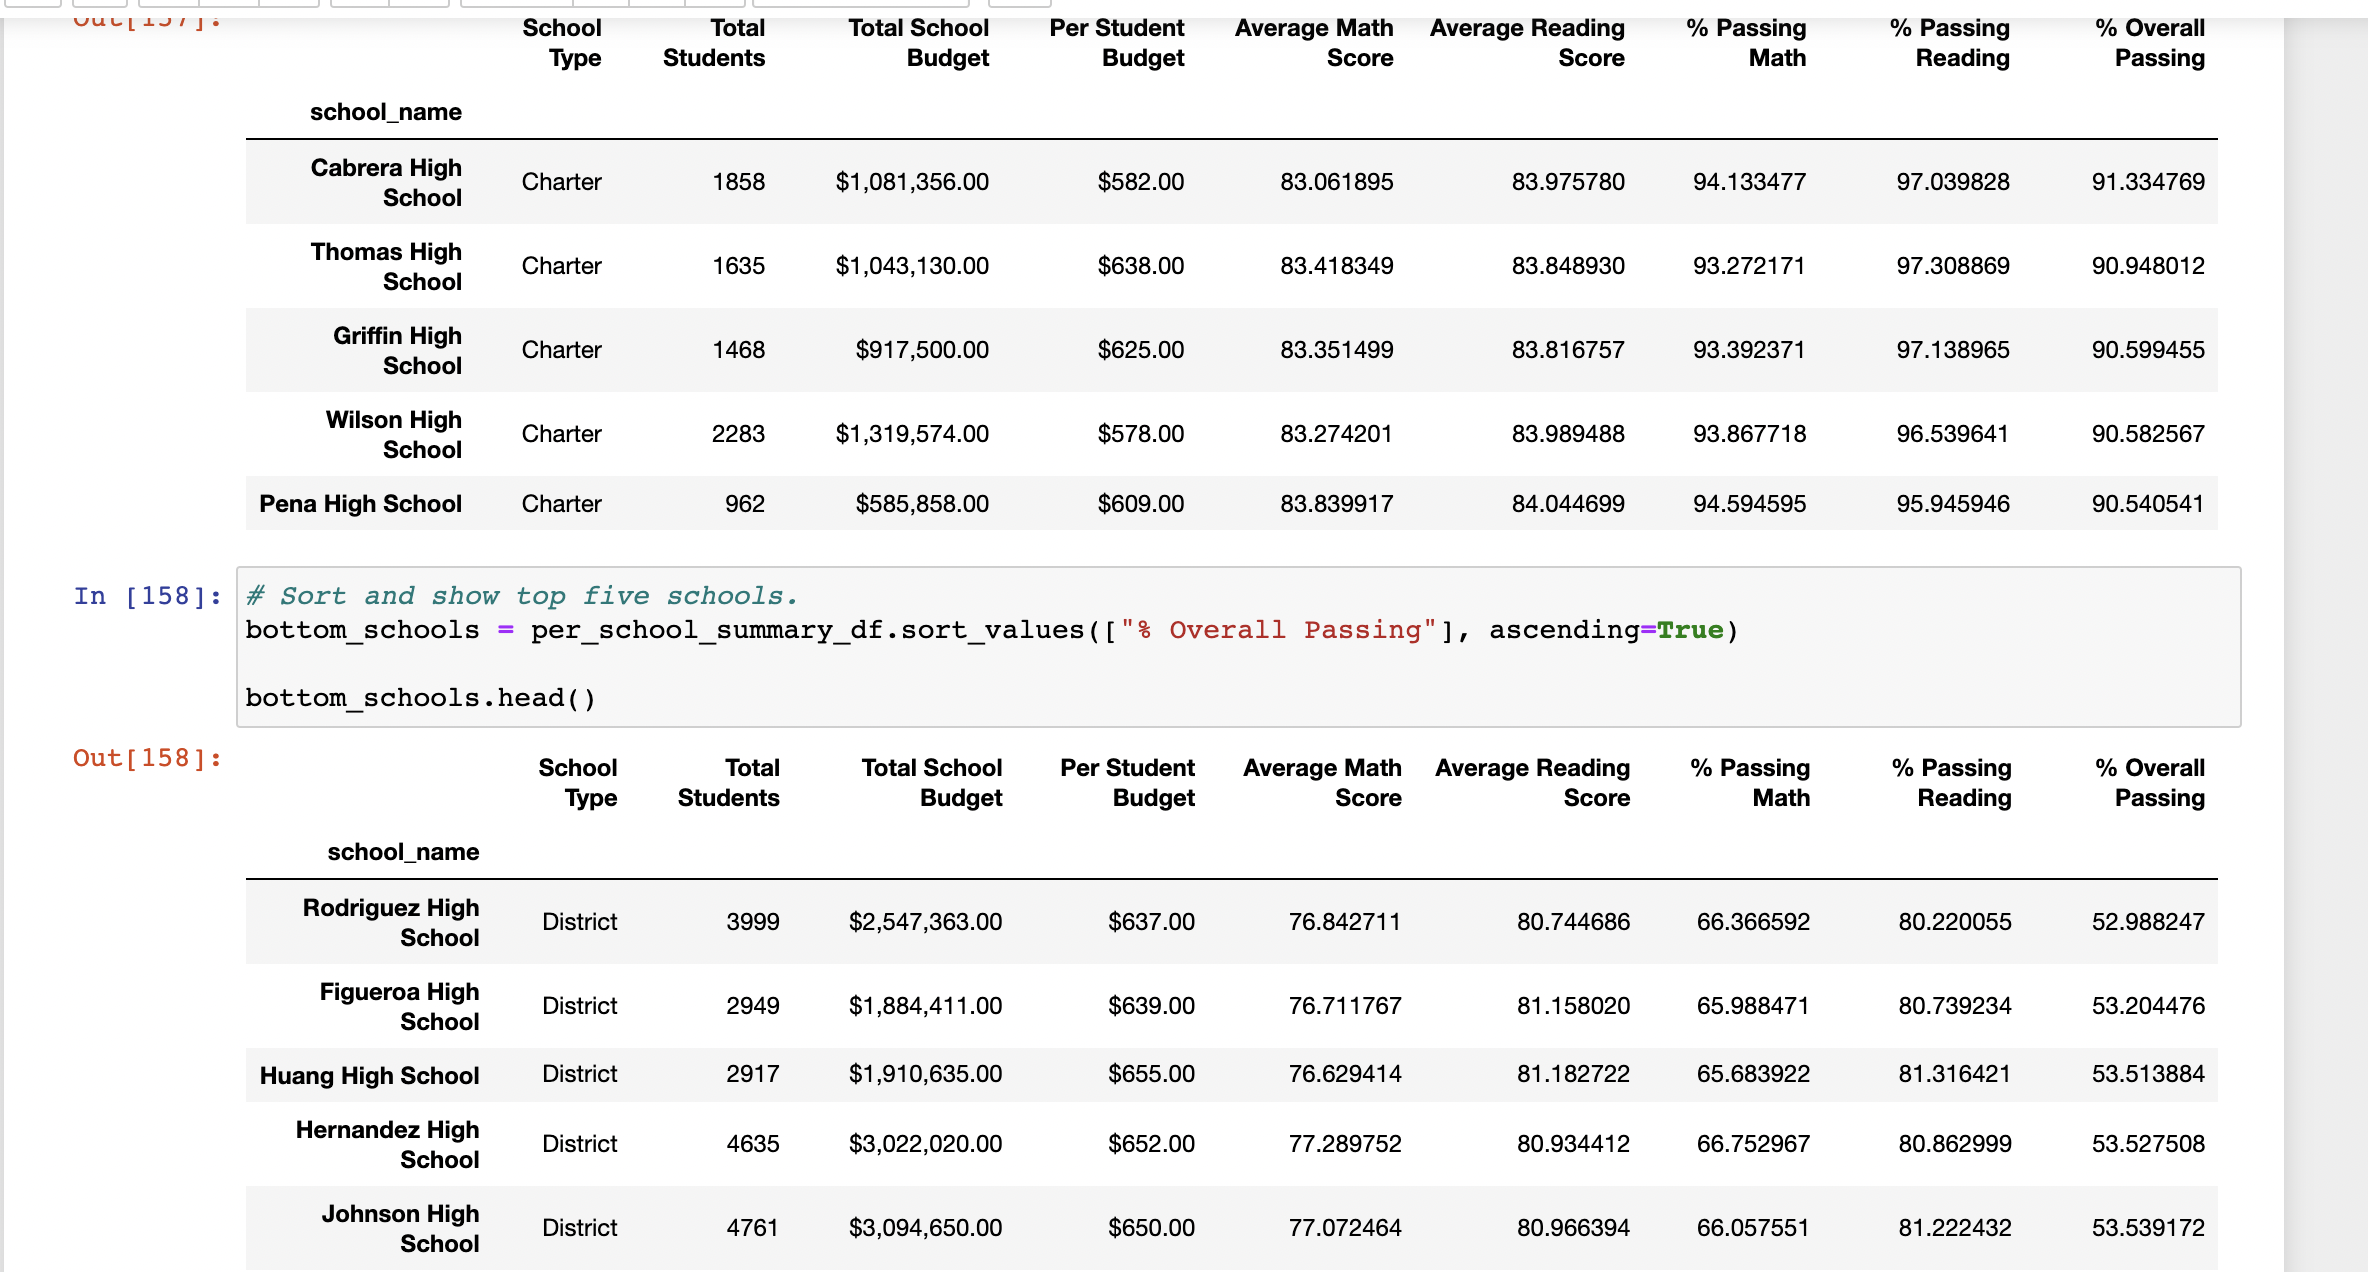 Out[157]:
School Type Total Students Total School Budget Per Student Budget Average Math Score Average Reading Score % Passing Math % Passing Reading % Overall Passing
school_name
Cabrera High School Charter 1858 $1,081,356.00 $582.00 83.061895 83.975780 94.133477 97.039828 91.334769
Thomas High School Charter 1635 $1,043,130.00 $638.00 83.418349 83.848930 93.272171 97.308869 90.948012
Griffin High School Charter 1468 $917,500.00 $625.00 83.351499 83.816757 93.392371 97.138965 90.599455
Wilson High School Charter 2283 $1,319,574.00 $578.00 83.274201 83.989488 93.867718 96.539641 90.582567
Pena High School Charter 962 $585,858.00 $609.00 83.839917 84.044699 94.594595 95.945946 90.540541
In [158]: # Sort and show top five schools.
bottom_schools = per_school_summary_df.sort_values(["% Overall Passing"], ascending=True)
bottom_schools.head()
Out[158]:
School Type Total Students Total School Budget Per Student Budget Average Math Score Average Reading Score % Passing Math % Passing Reading % Overall Passing
school_name
Rodriguez High School District 3999 $2,547,363.00 $637.00 76.842711 80.744686 66.366592 80.220055 52.988247
Figueroa High School District 2949 $1,884,411.00 $639.00 76.711767 81.158020 65.988471 80.739234 53.204476
Huang High School District 2917 $1,910,635.00 $655.00 76.629414 81.182722 65.683922 81.316421 53.513884
Hernandez High School District 4635 $3,022,020.00 $652.00 77.289752 80.934412 66.752967 80.862999 53.527508
Johnson High School District 4761 $3,094,650.00 $650.00 77.072464 80.966394 66.057551 81.222432 53.539172